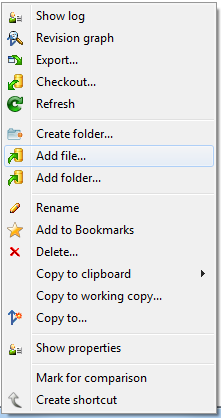 Show log
Revision graph
Export...
Checkout...
Refresh
Create folder...
Add file...
Add folder...
Rename
Add to Bookmarks
Delete...
Copy to clipboard
Copy to working copy...
Copy to...
Show properties
Mark for comparison
Create shortcut